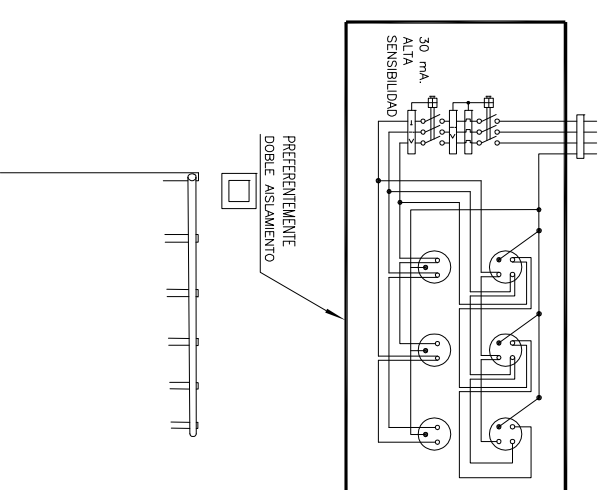 30 mA.
ALTA
SENSIBILIDAD
PREFERENTEMENTE
DOBLE AISLAMIENTO